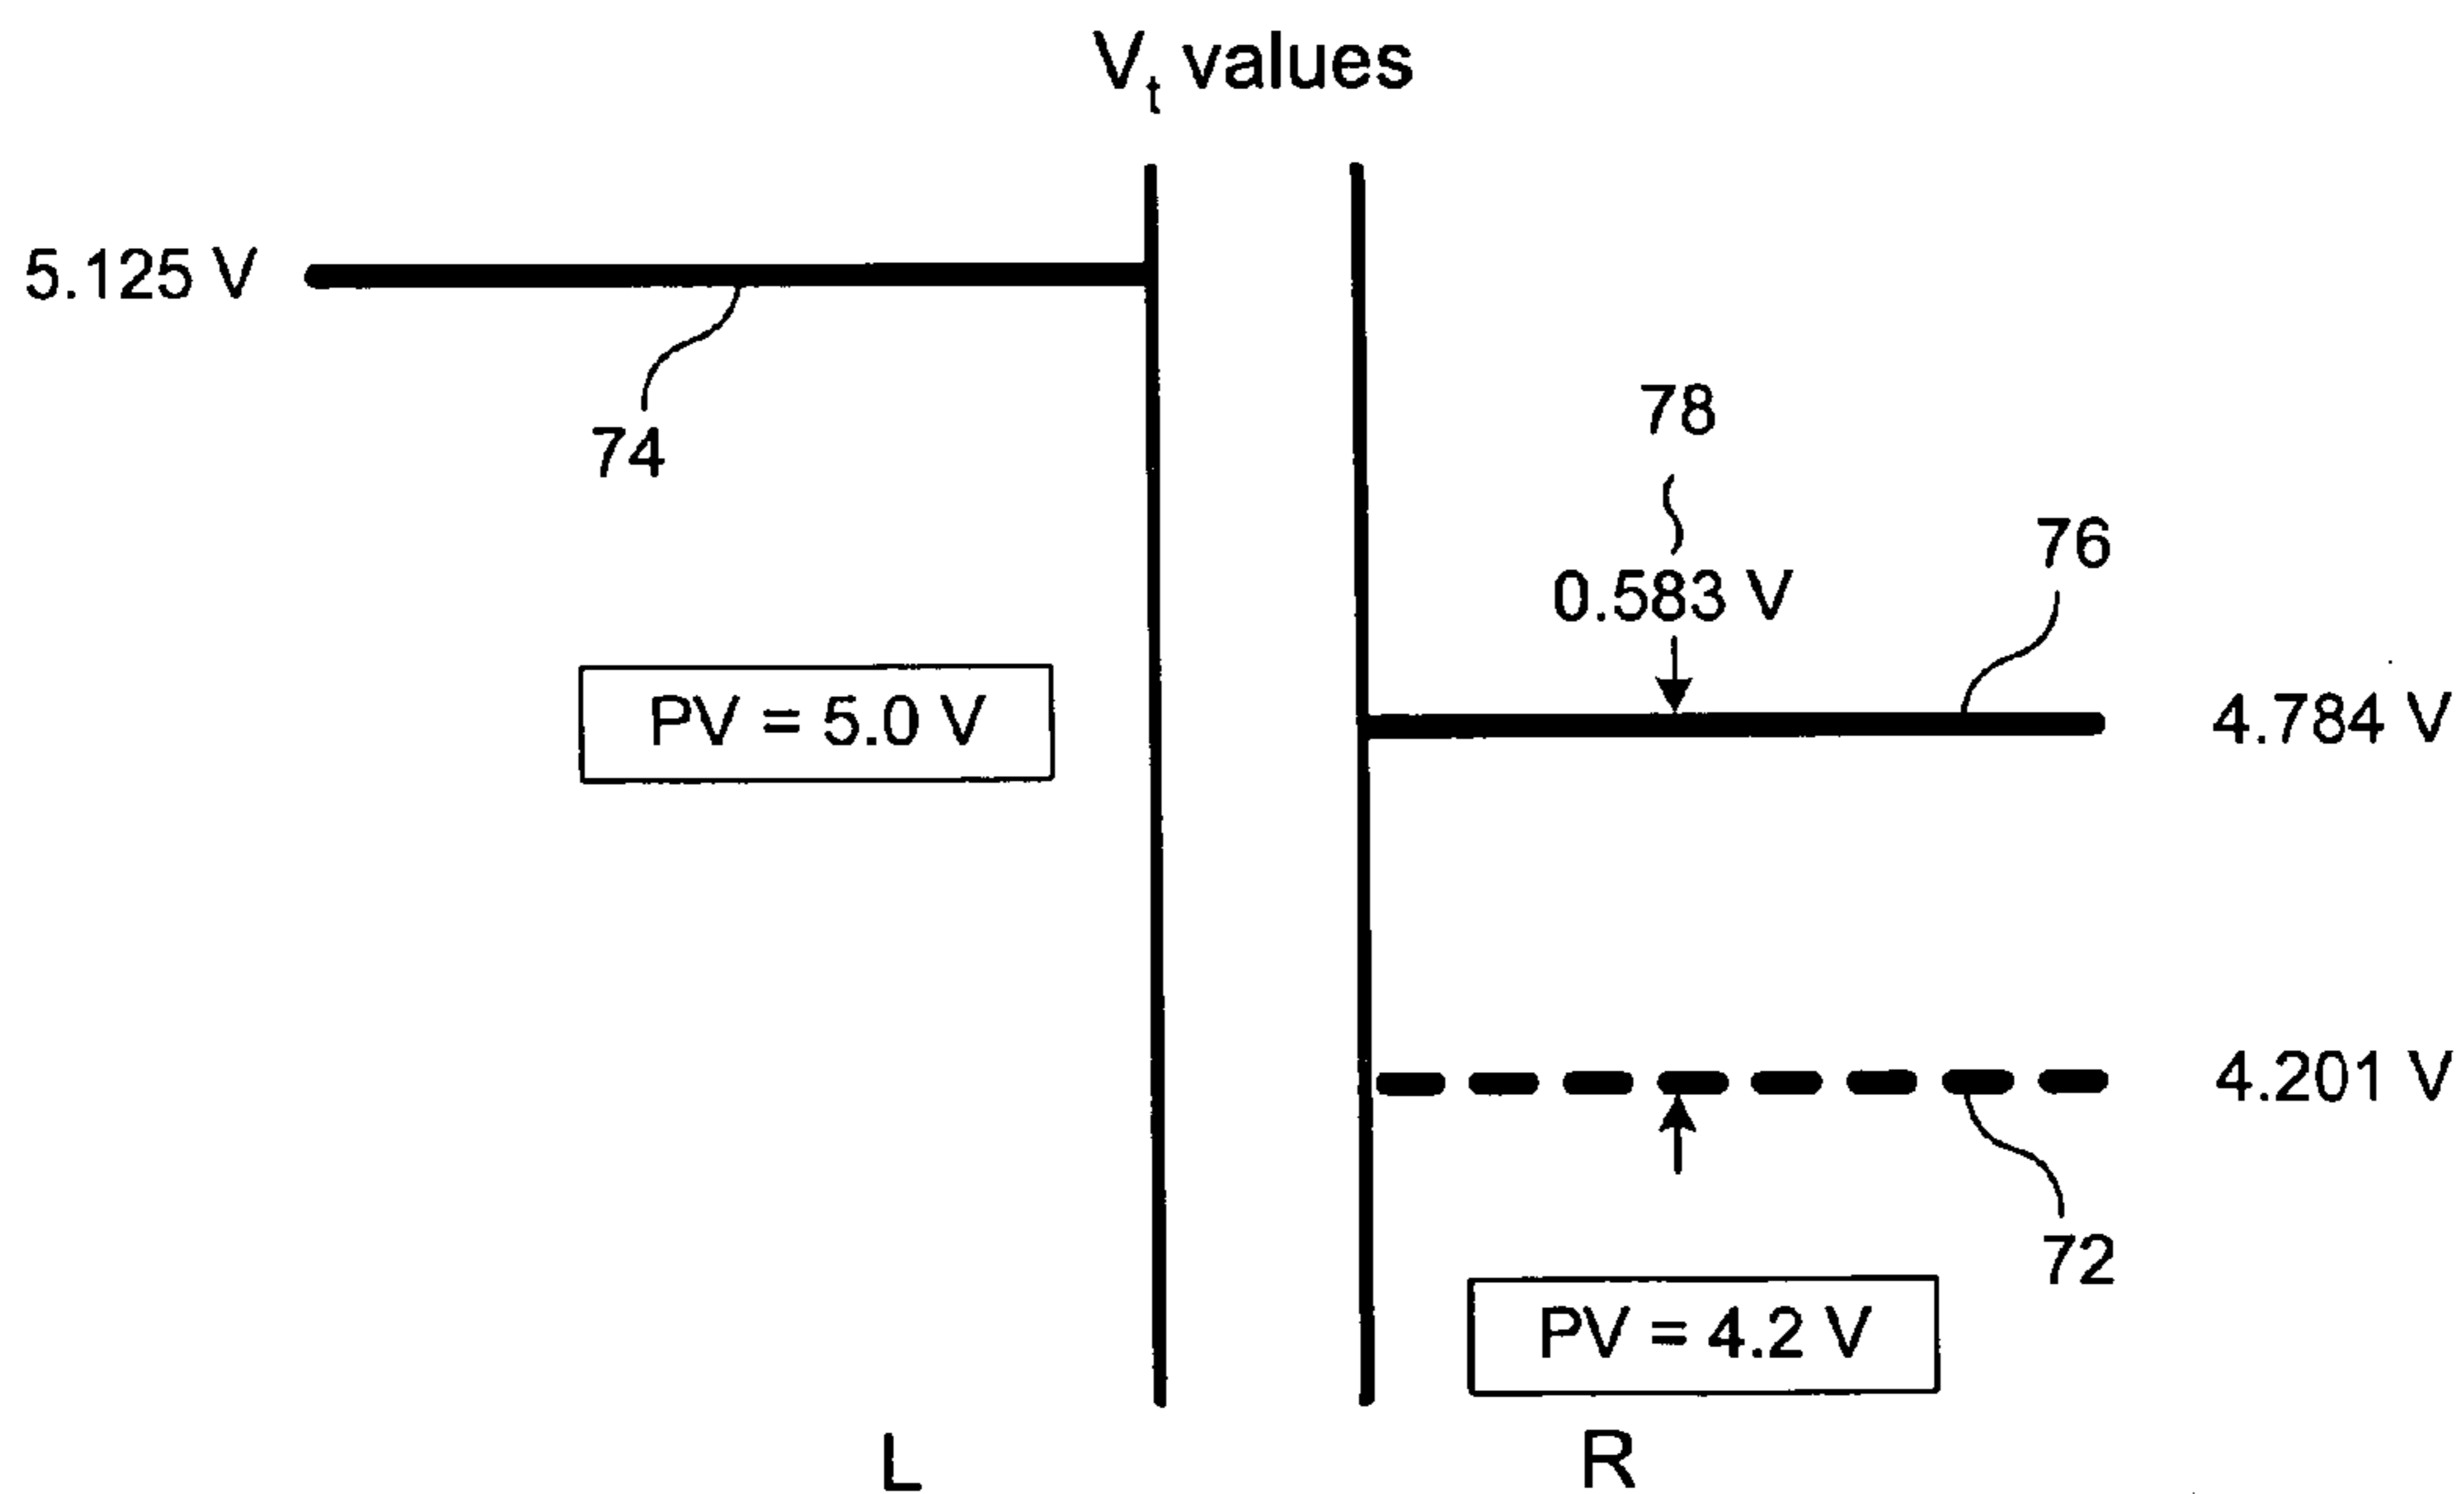 Vt values
5.125 V
74
78
76
0.583 V
PV = 5.0 V
4.784 V
4.201 V
72
PV = 4.2 V
L
R